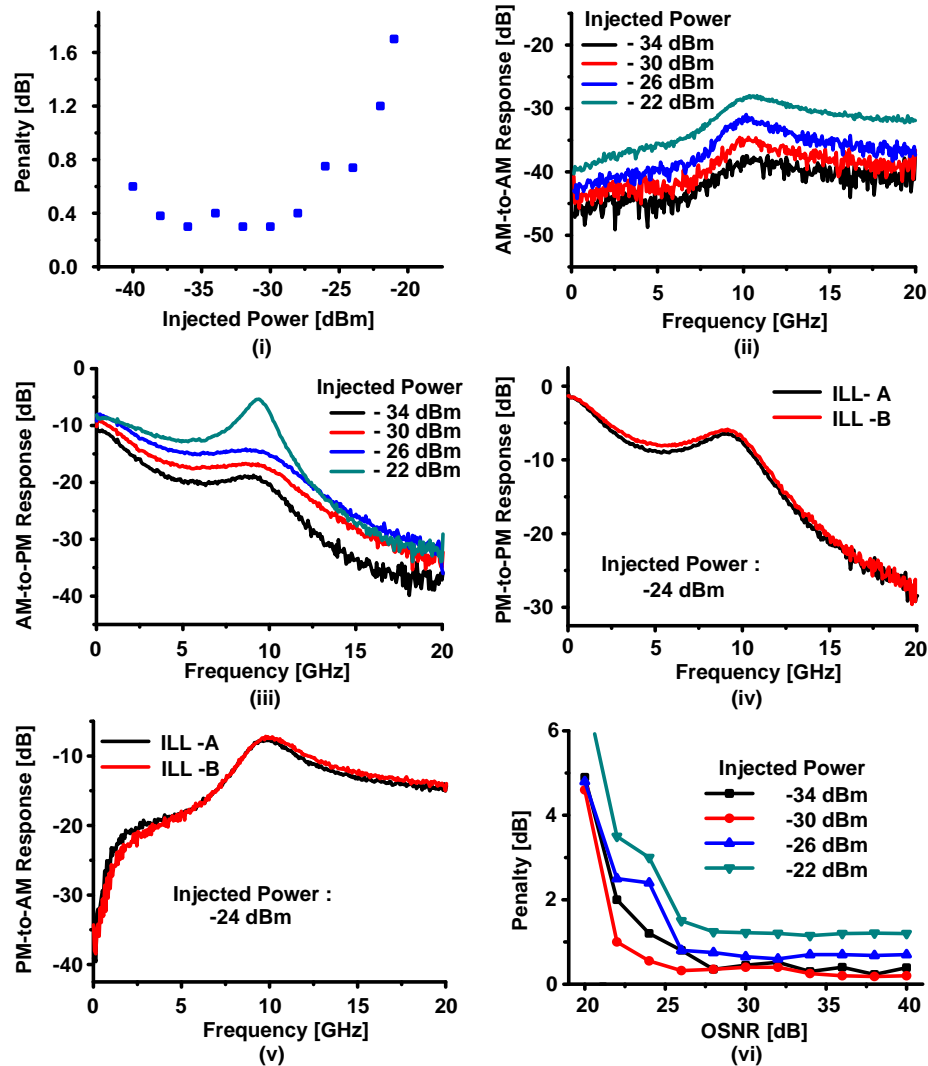 Penalty [dB]
1.6
1.2
0.8
0.4
0.0
-40 -35 -30 -25 -20
Injected Power [dBm]
(i)
AM-to-AM Response [dB]
-20
-30
-40
-50
Injected Power
- 34 dBm
- 30 dBm
- 26 dBm
- 22 dBm
0 5 10 15 20
Frequency [GHz]
(ii)
AM-to-PM Response [dB]
0
-10
-20
-30
-40
Injected Power
- 34 dBm
- 30 dBm
- 26 dBm
- 22 dBm
0 5 10 15 20
Frequency [GHz]
(iii)
PM-to-PM Response [dB]
0
-10
-20
-30
ILL- A
ILL -B
Injected Power :
-24 dBm
0 5 10 15 20
Frequency [GHz]
(iv)
PM-to-AM Response [dB]
-10
-20
-30
-40
ILL -A
ILL -B
Injected Power :
-24 dBm
0 5 10 15 20
Frequency [GHz]
(v)
Penalty [dB]
6
4
2
0
Injected Power
-34 dBm
-30 dBm
-26 dBm
-22 dBm
20 25 30 35 40
OSNR [dB]
(vi)